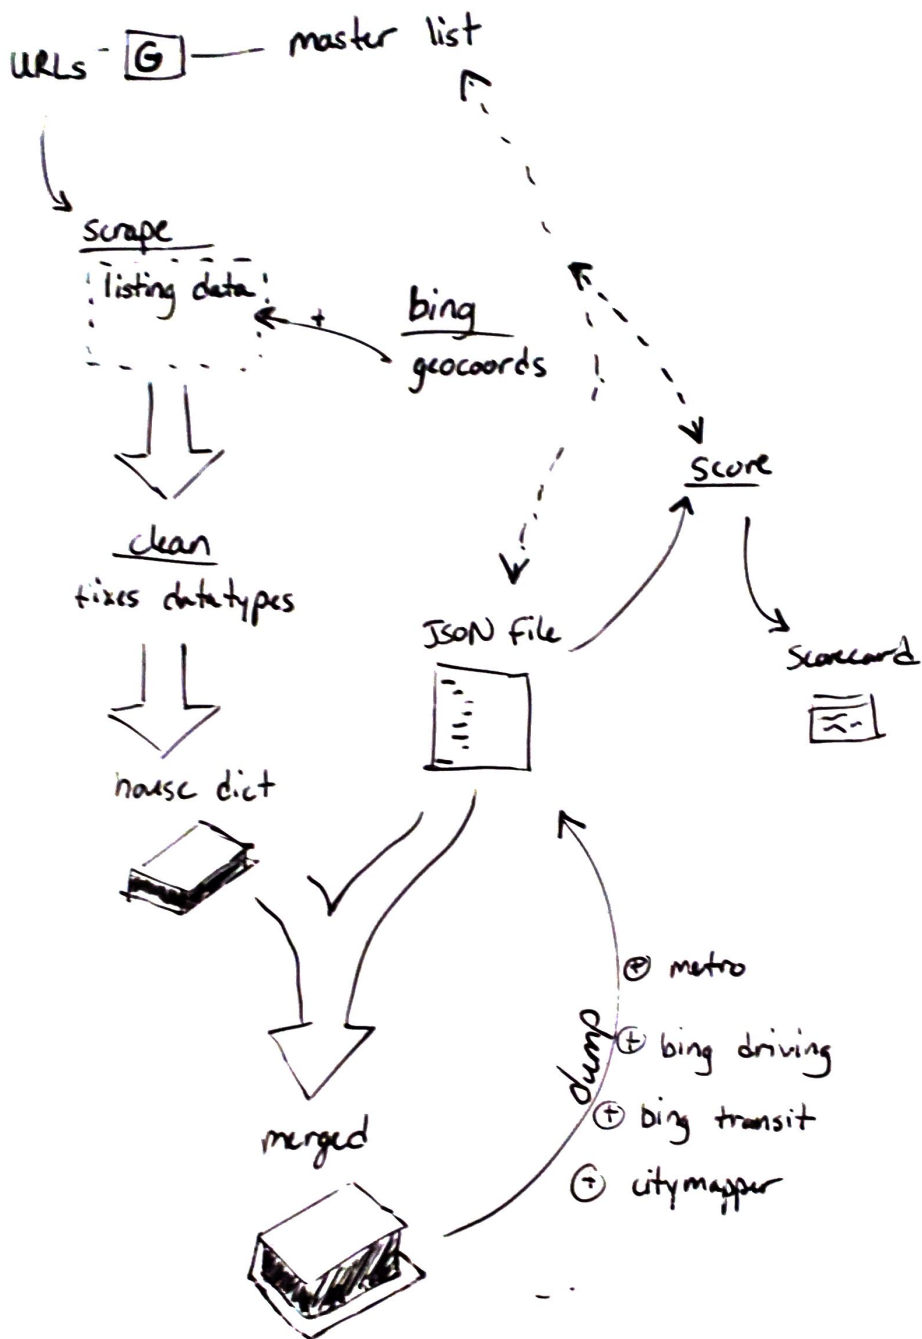 URLs - G — master list
scrape
listing data
+
bing
geocoords
score
clean
fixes datatypes
JSON file
scorecard
house dict
+ metro
dump
+ bing driving
+ bing transit
merged
+ citymapper